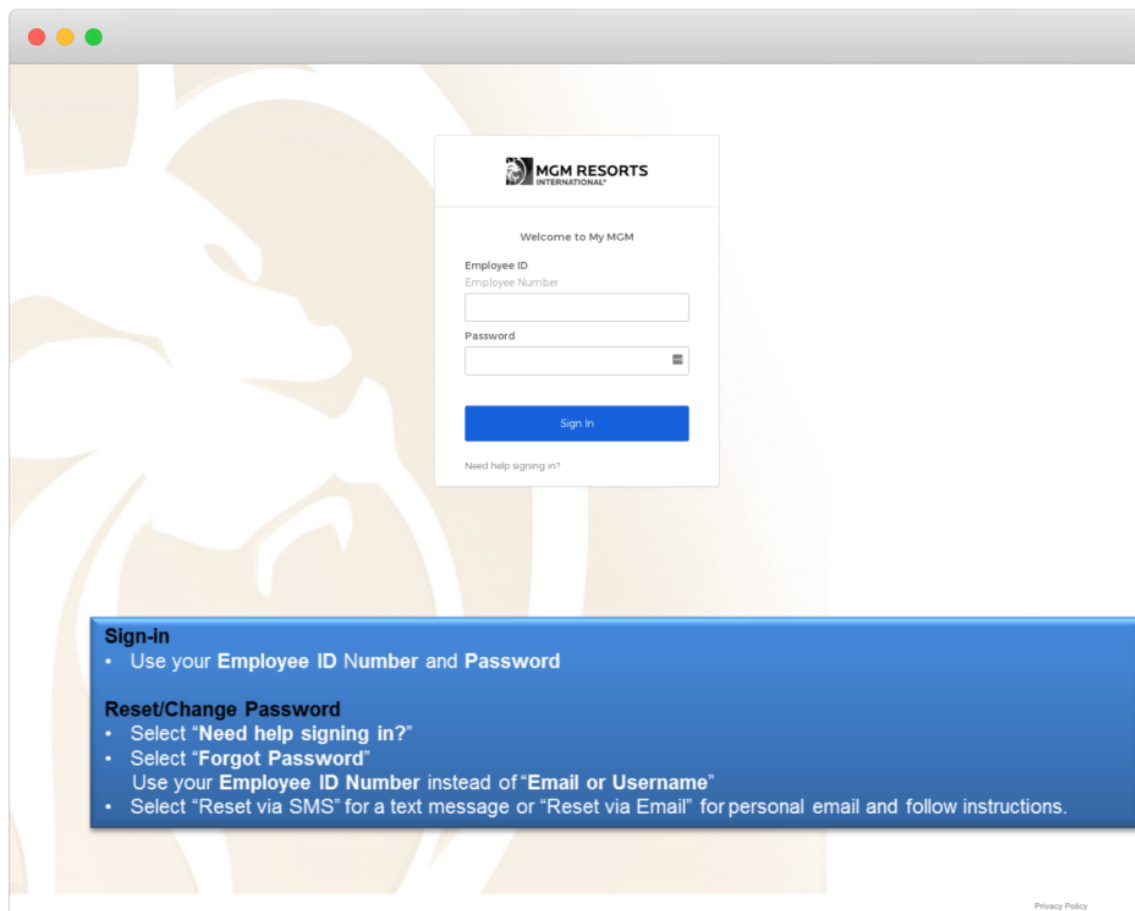 MGM RESORTS
INTERNATIONAL®
Welcome to My MGM
Employee ID
Employee Number
Password
Sign In
Need help signing in?
Sign-in
• Use your Employee ID Number and Password
Reset/Change Password
• Select “Need help signing in?”
• Select “Forgot Password”
Use your Employee ID Number instead of “Email or Username”
• Select “Reset via SMS” for a text message or “Reset via Email” for personal email and follow instructions.
Privacy Policy